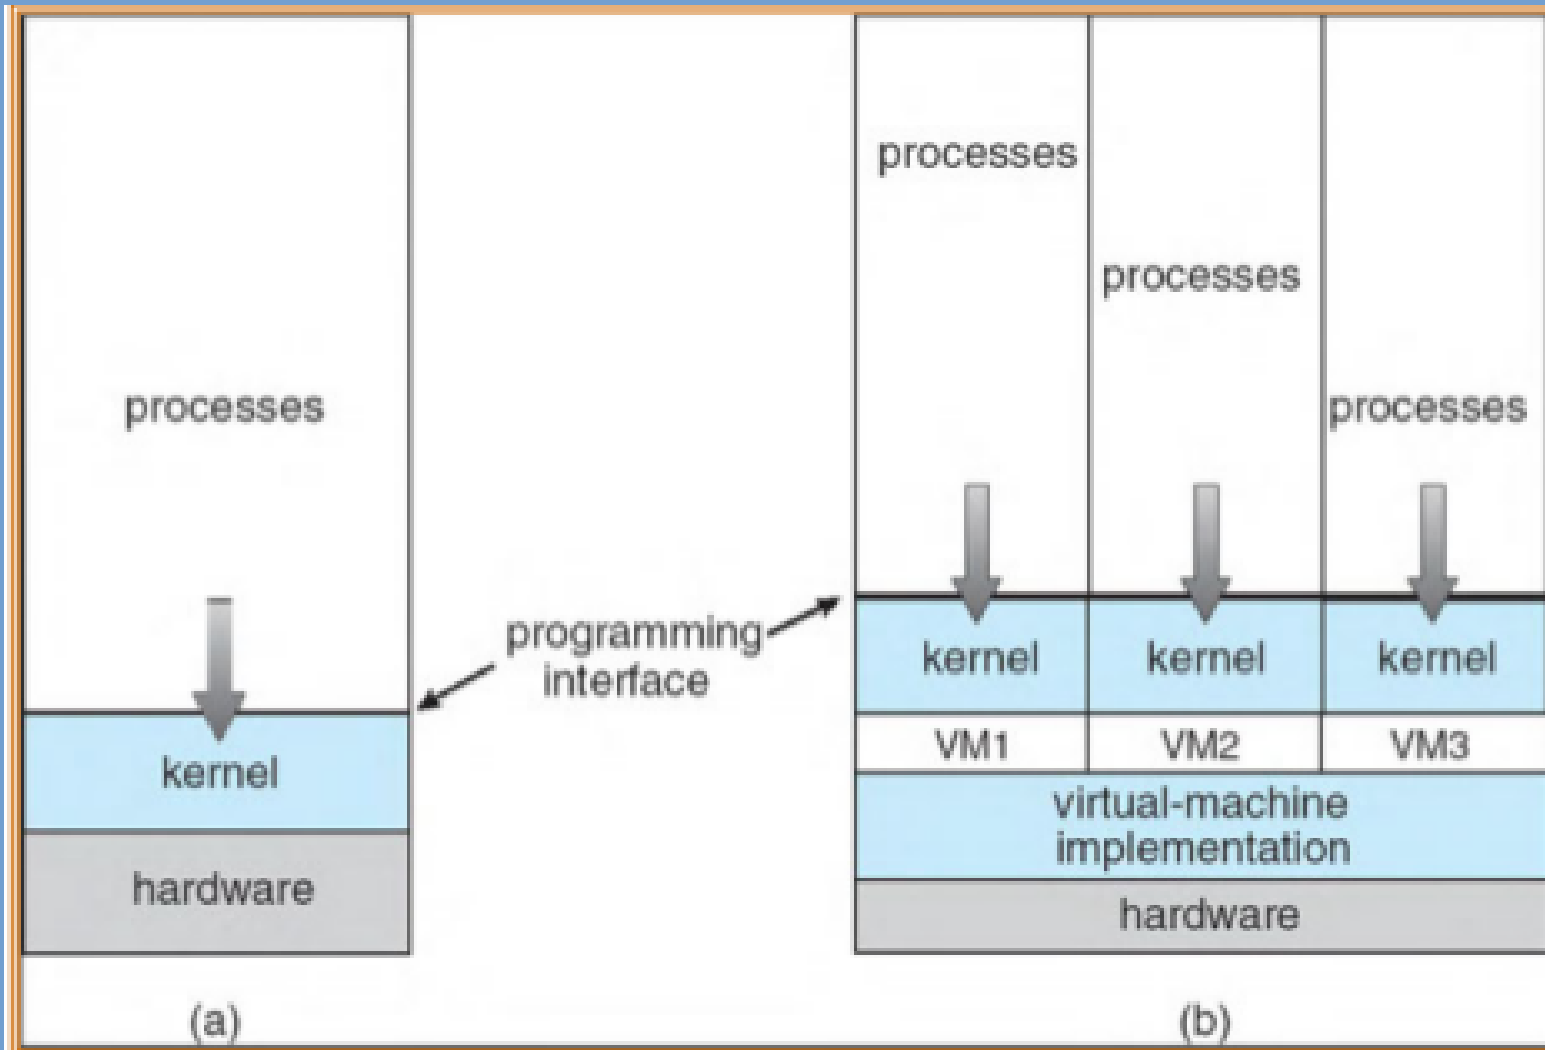 processes
kernel
hardware
(a)
programming
interface
processes
processes
processes
kernel
kernel
kernel
VM1
VM2
VM3
virtual-machine
implementation
hardware
(b)